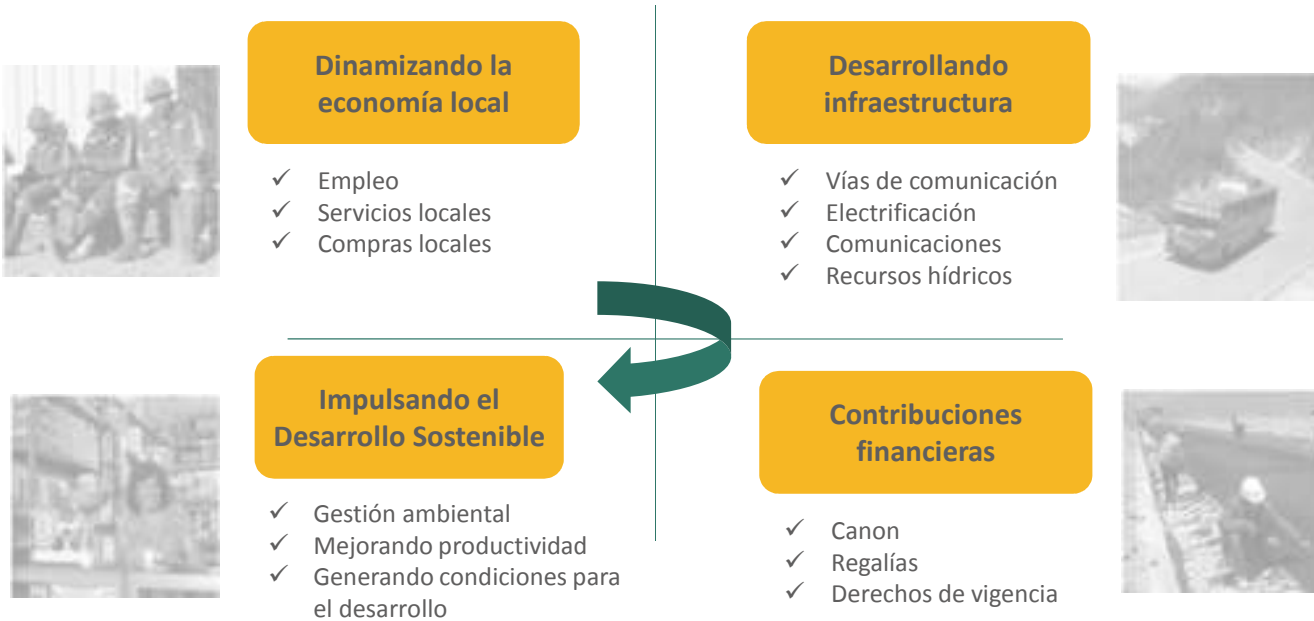 Dinamizando la
economía local
✓ Empleo
✓ Servicios locales
✓ Compras locales
Desarrollando
infraestructura
✓ Vías de comunicación
✓ Electrificación
✓ Comunicaciones
✓ Recursos hídricos
Impulsando el
Desarrollo Sostenible
✓ Gestión ambiental
✓ Mejorando productividad
✓ Generando condiciones para
el desarrollo
Contribuciones
financieras
✓ Canon
✓ Regalías
✓ Derechos de vigencia